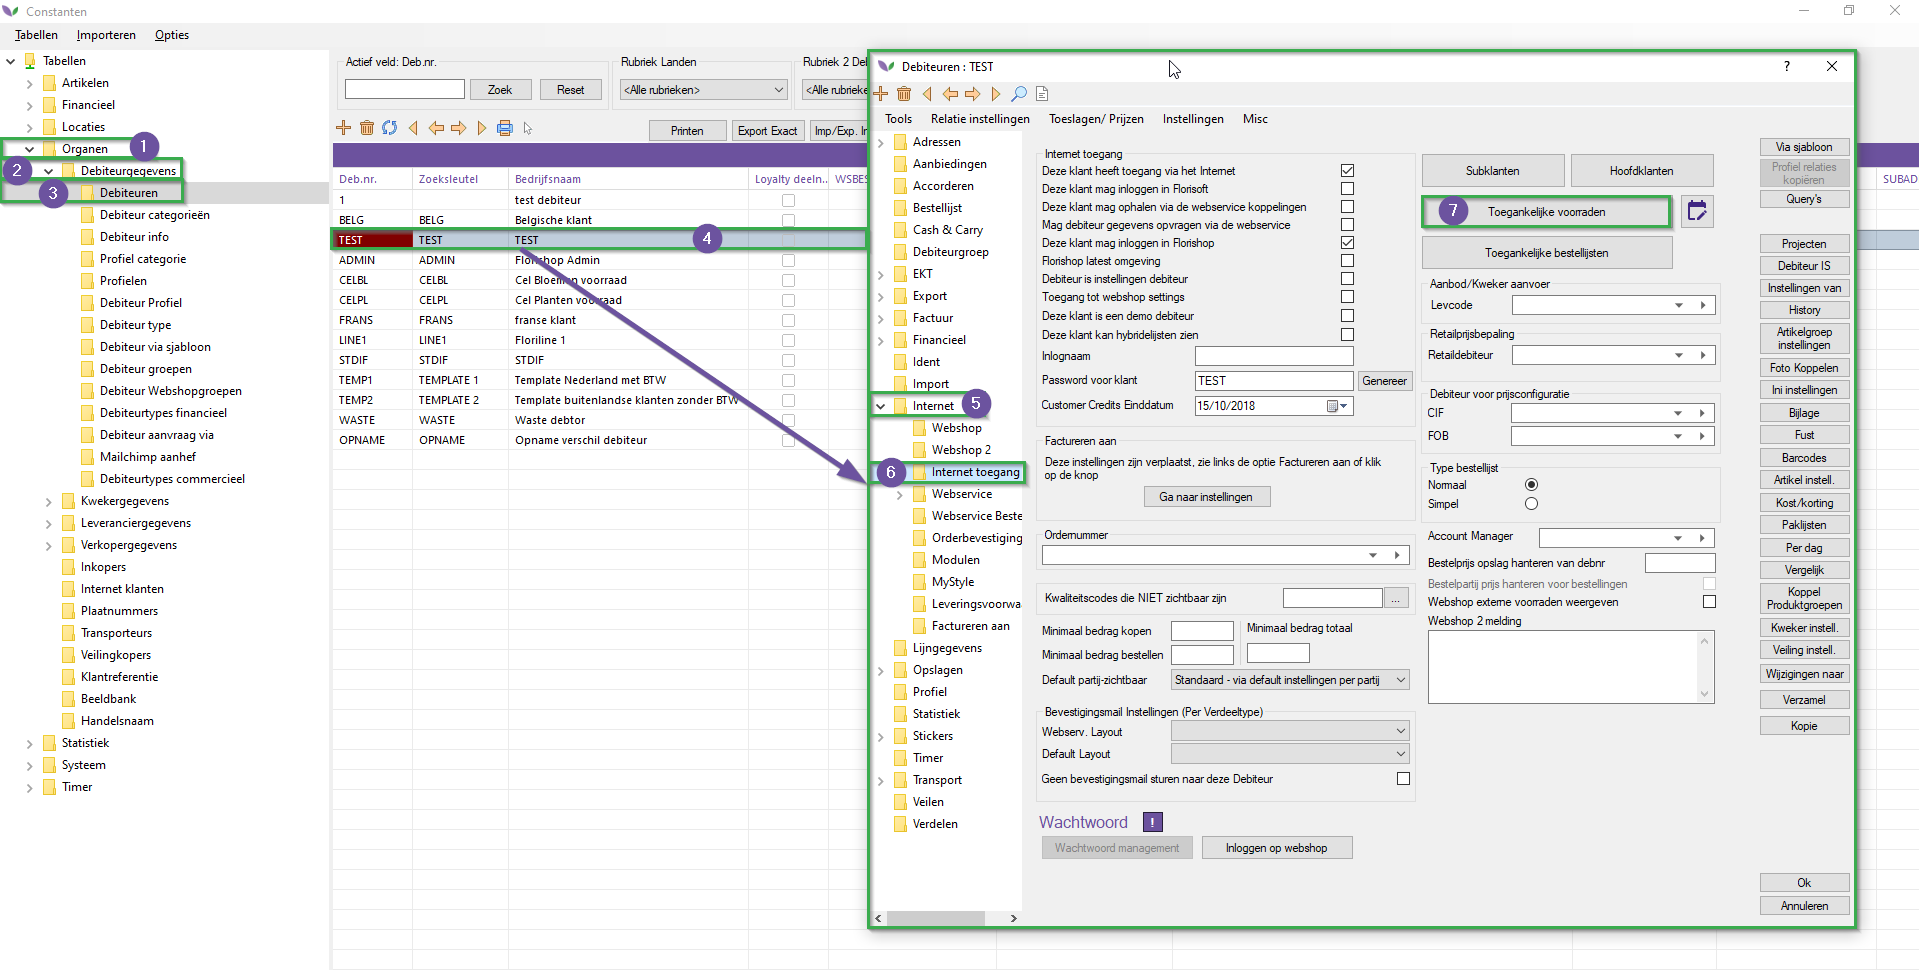 Constanten
Tabellen Importeren Opties
Tabellen
Artikelen
Financieel
Locaties
Organen 1
2 Debiteurgegevens
3 Debiteuren
Debiteur categorieën
Debiteur info
Profiel categorie
Profielen
Debiteur Profiel
Debiteur type
Debiteur via sjabloon
Debiteur groepen
Debiteur Webshopgroepen
Debiteurtypes financieel
Debiteur aanvraag via
Mailchimp aanhef
Debiteurtypes commercieel
Kwekergegevens
Leveranciergegevens
Verkopergegevens
Inkopers
Internet klanten
Plaatnummers
Transporteurs
Veilingkopers
Klantreferentie
Beeldbank
Handelsnaam
Statistiek
Systeem
Timer
Actief veld: Deb.nr.
Zoek Reset
Rubriek Landen
<Alle rubrieken>
Rubriek 2 Del
<Alle rubrieke
Printen Export Exact Imp/Exp. In
Deb.nr. Zoeksleutel Bedrijfsnaam Loyalty deeln.. WSBES SUBAD
1 test debiteur
BELG BELG Belgische klant
TEST TEST TEST 4
ADMIN ADMIN Florishop Admin
CELBL CELBL Cel Bloemen voorraad
CELPL CELPL Cel Planten voorraad
FRANS FRANS franse klant
LINE1 LINE1 Floriline 1
STDIF STDIF STDIF
TEMP1 TEMPLATE 1 Template Nederland met BTW
TEMP2 TEMPLATE 2 Template buitenlandse klanten zonder BTW
WASTE WASTE Waste debtor
OPNAME OPNAME Opname verschil debiteur
Debiteuren : TEST ?
Tools Relatie instellingen Toeslagen/ Prijzen Instellingen Misc
Adressen
Aanbiedingen
Accorderen
Bestellijst
Cash & Carry
Debiteurgroep
EKT
Export
Factuur
Financieel
Ident
Import
Internet 5
Webshop
Webshop 2
6 Internet toegang
Webservice
Webservice Beste
Orderbevestiging
Modulen
MyStyle
Leveringsvoorwaa
Factureren aan
Lijngegevens
Opslagen
Profiel
Statistiek
Stickers
Timer
Transport
Veilen
Verdelen
Internet toegang
Deze klant heeft toegang via het Internet
Deze klant mag inloggen in Florisoft
Deze klant mag ophalen via de webservice koppelingen
Mag debiteur gegevens opvragen via de webservice
Deze klant mag inloggen in Florishop
Florishop latest omgeving
Debiteur is instellingen debiteur
Toegang tot webshop settings
Deze klant is een demo debiteur
Deze klant kan hybridelijsten zien
Inlognaam
Password voor klant TEST Genereer
Customer Credits Einddatum 15/10/2018
Factureren aan
Deze instellingen zijn verplaatst, zie links de optie Factureren aan of klik
op de knop
Ga naar instellingen
Ordernummer
Kwaliteitscodes die NIET zichtbaar zijn ...
Minimaal bedrag kopen Minimaal bedrag totaal
Minimaal bedrag bestellen
Default partij-zichtbaar Standaard - via default instellingen per partij
Bevestigingsmail Instellingen (Per Verdeeltype)
Webserv. Layout
Default Layout
Geen bevestigingsmail sturen naar deze Debiteur
Wachtwoord !
Wachtwoord management Inloggen op webshop
Subklanten Hoofdklanten
7 Toegankelijke voorraden
Toegankelijke bestellijsten
Aanbod/Kweker aanvoer
Levcode
Retailprijsbepaling
Retaildebiteur
Debiteur voor prijsconfiguratie
CIF
FOB
Type bestellijst
Normaal
Simpel
Account Manager
Bestelprijs opslag hanteren van debnr
Bestelpartij prijs hanteren voor bestellingen
Webshop externe voorraden weergeven
Webshop 2 melding
Via sjabloon
Profiel relaties
kopiëren
Query's
Projecten
Debiteur IS
Instellingen van
History
Artikelgroep
instellingen
Foto Koppelen
Ini instellingen
Bijlage
Fust
Barcodes
Artikel instell.
Kost/korting
Paklijsten
Per dag
Vergelijk
Koppel
Produktgroepen
Kweker instell.
Veiling instell.
Wijzigingen naar
Verzamel
Kopie
Ok
Annuleren